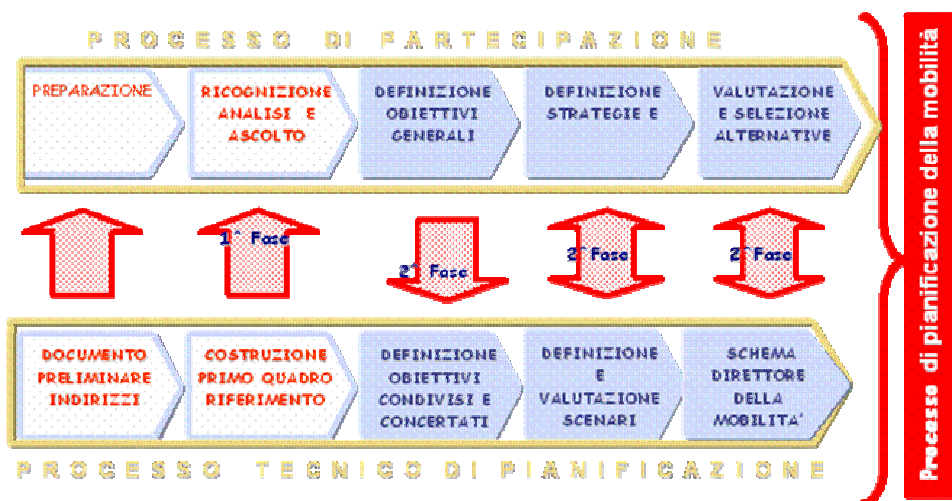 PROCESSO DI PARTECIPAZIONE
PREPARAZIONE
RICOGNIZIONE
ANALISI E
ASCOLTO
DEFINIZIONE
OBIETTIVI
GENERALI
DEFINIZIONE
STRATEGIE E
VALUTAZIONE
E SELEZIONE
ALTERNATIVE
1^ Fase
2^ Fase
2^ Fase
2^ Fase
DOCUMENTO
PRELIMINARE
INDIRIZZI
COSTRUZIONE
PRIMO QUADRO
RIFERIMENTO
DEFINIZIONE
OBIETTIVI
CONDIVISI E
CONCERTATI
DEFINIZIONE
E
VALUTAZIONE
SCENARI
SCHEMA
DIRETTORE
DELLA
MOBILITA'
PROCESSO TECNICO DI PIANIFICAZIONE
Processo di pianificazione della mobilità